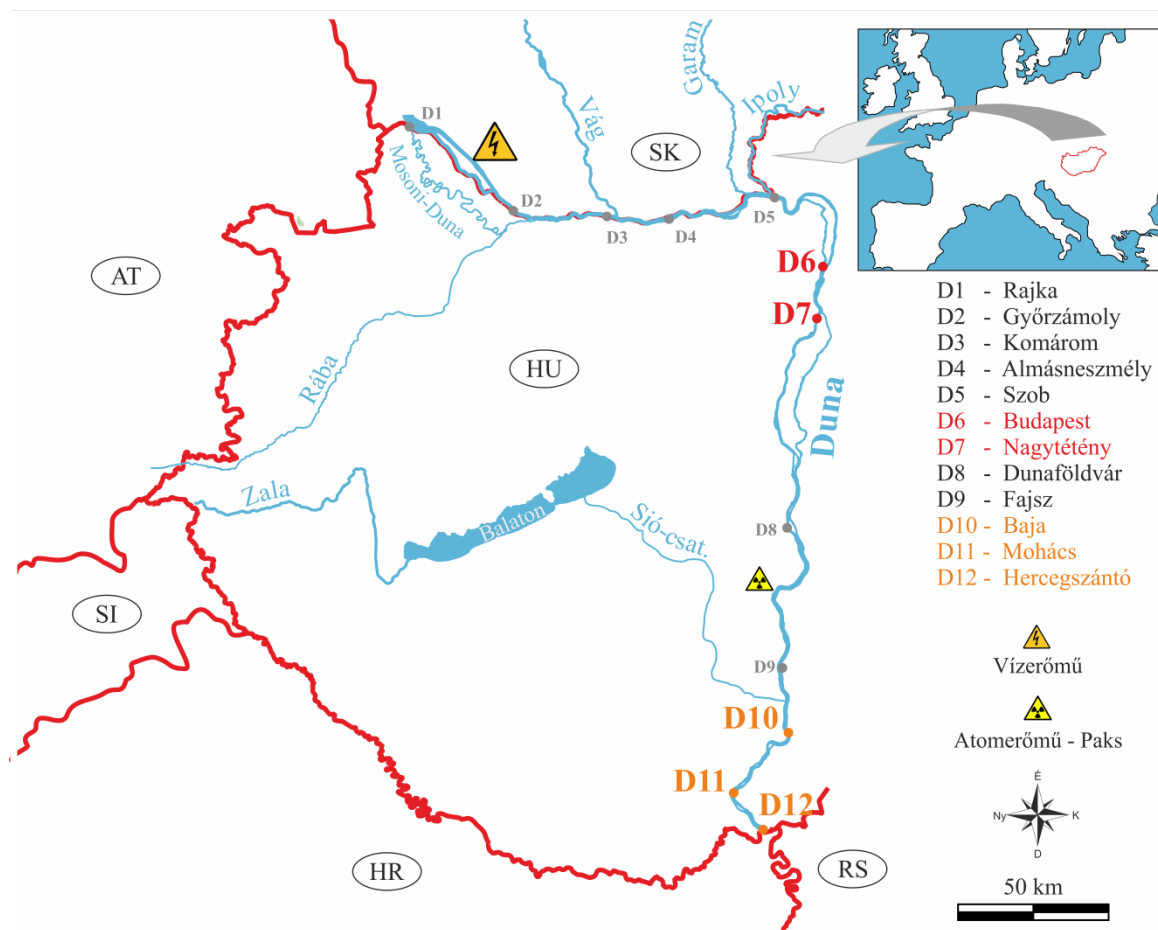 D1
Mosoni-Duna
D2
Vág
SK
Garam
Ipoly
D3
D4
D5
AT
D6
D7
HU
Rába
Duna
Zala
Balaton
Sió-csat.
D8
SI
D9
D10
D11
D12
HR
RS
D1 - Rajka
D2 - Győrzámoly
D3 - Komárom
D4 - Almásneszmély
D5 - Szob
D6 - Budapest
D7 - Nagytétény
D8 - Dunaföldvár
D9 - Fajsz
D10 - Baja
D11 - Mohács
D12 - Hercegszántó
Vízerőmű
Atomerőmű - Paks
É
Ny
K
D
50 km